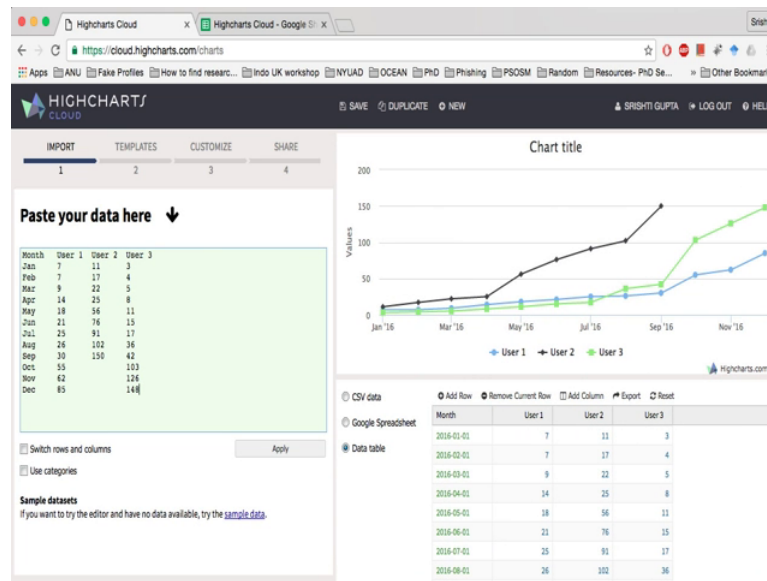 Highcharts Cloud
Highcharts Cloud - Google Sh
Srish
https://cloud.highcharts.com/charts
Apps ANU Fake Profiles How to find researc... Indo UK workshop NYUAD OCEAN PhD Phishing PSOSM Random Resources- PhD Se... » Other Bookmar
HIGHCHARTS
CLOUD
SAVE DUPLICATE NEW SRISHTI GUPTA LOG OUT HEL
IMPORT TEMPLATES CUSTOMIZE SHARE
1 2 3 4
Paste your data here
Month User 1 User 2 User 3
Jan 7 11 3
Feb 7 17 4
Mar 9 22 5
Apr 14 25 8
May 18 56 11
Jun 21 76 15
Jul 25 91 17
Aug 26 102 36
Sep 30 150 42
Oct 55 103
Nov 62 126
Dec 85 148
Switch rows and columns
Apply
Use categories
Sample datasets
If you want to try the editor and have no data available, try the sample data.
Chart title
200
150
100
50
0
Values
Jan '16 Mar '16 May '16 Jul '16 Sep '16 Nov '16
User 1 User 2 User 3
Highcharts.com
CSV data
Google Spreadsheet
Data table
Add Row Remove Current Row Add Column Export Reset
Month User 1 User 2 User 3
2016-01-01 7 11 3
2016-02-01 7 17 4
2016-03-01 9 22 5
2016-04-01 14 25 8
2016-05-01 18 56 11
2016-06-01 21 76 15
2016-07-01 25 91 17
2016-08-01 26 102 36